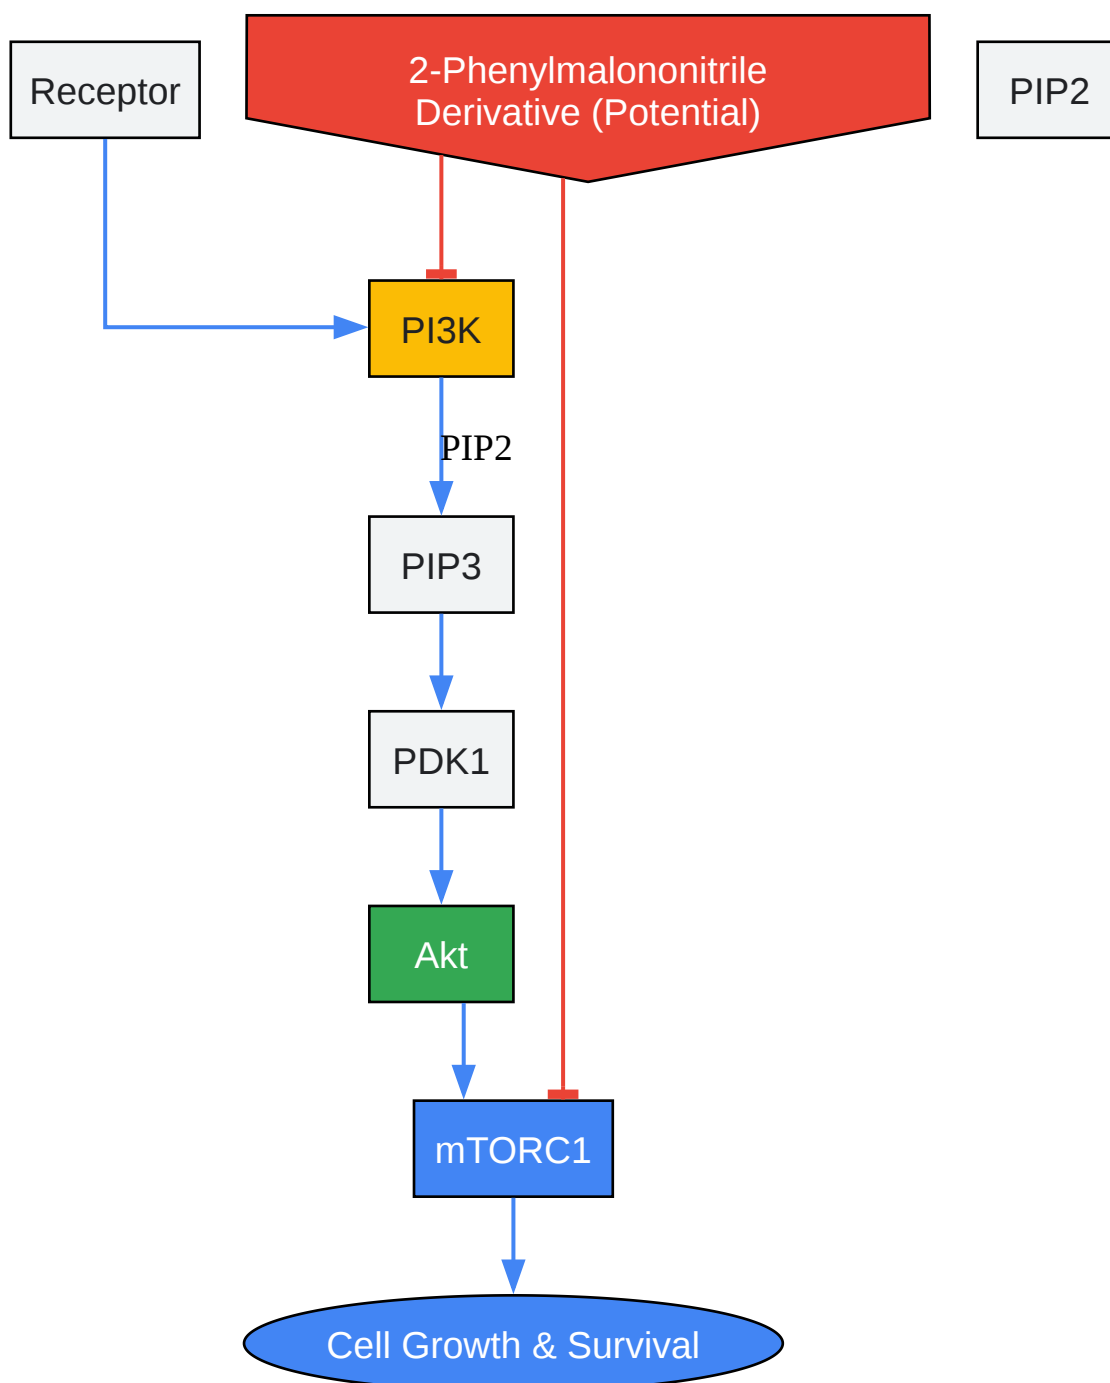 Receptor
2-Phenylmalononitrile
Derivative (Potential)
PIP2
PI3K
PIP2
PIP3
PDK1
Akt
mTORC1
Cell Growth & Survival